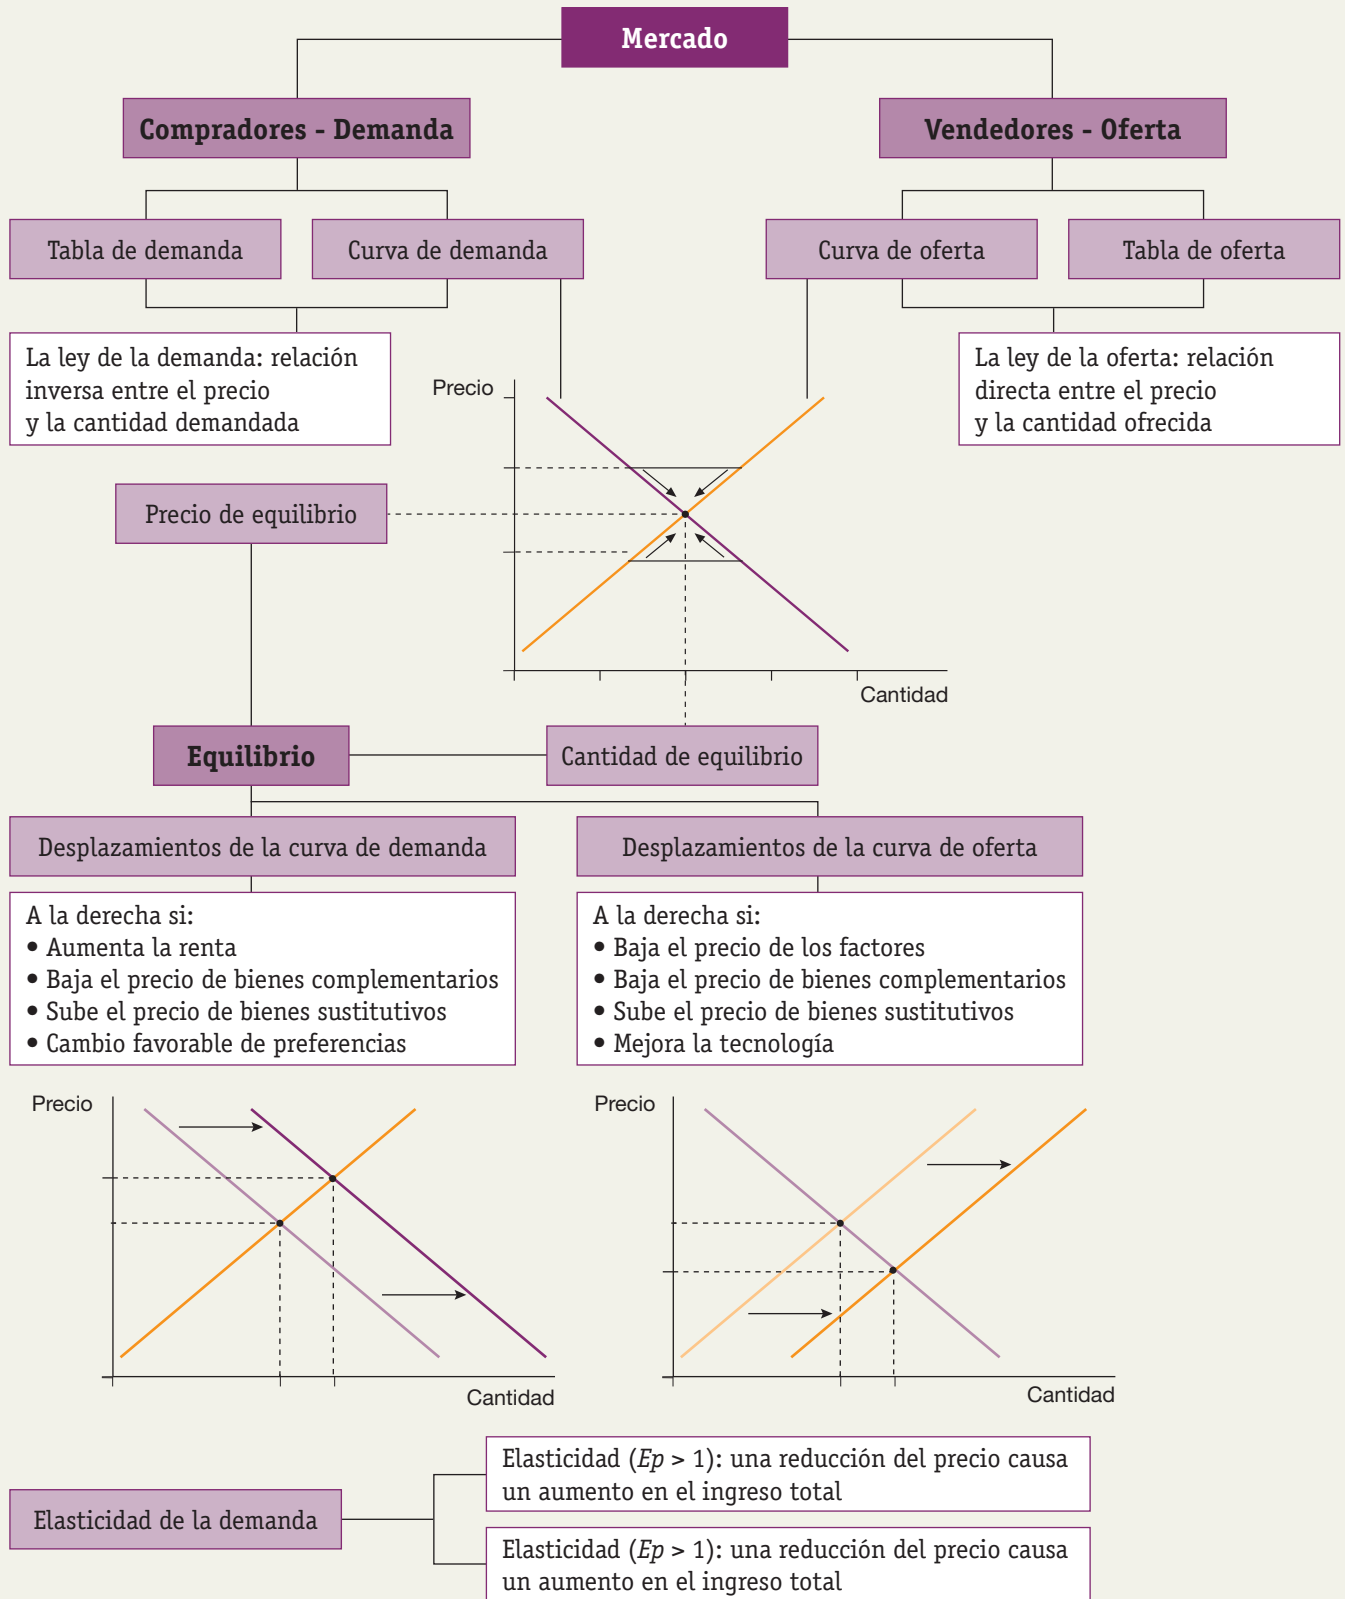 Mercado
Compradores - Demanda
Vendedores - Oferta
Tabla de demanda
Curva de demanda
Curva de oferta
Tabla de oferta
La ley de la demanda: relación
inversa entre el precio
y la cantidad demandada
La ley de la oferta: relación
directa entre el precio
y la cantidad ofrecida
Precio
Precio de equilibrio
Cantidad
Equilibrio
Cantidad de equilibrio
Desplazamientos de la curva de demanda
A la derecha si:
• Aumenta la renta
• Baja el precio de bienes complementarios
• Sube el precio de bienes sustitutivos
• Cambio favorable de preferencias
Desplazamientos de la curva de oferta
A la derecha si:
• Baja el precio de los factores
• Baja el precio de bienes complementarios
• Sube el precio de bienes sustitutivos
• Mejora la tecnología
Precio
Cantidad
Precio
Cantidad
Elasticidad de la demanda
Elasticidad (Ep > 1): una reducción del precio causa
un aumento en el ingreso total
Elasticidad (Ep > 1): una reducción del precio causa
un aumento en el ingreso total